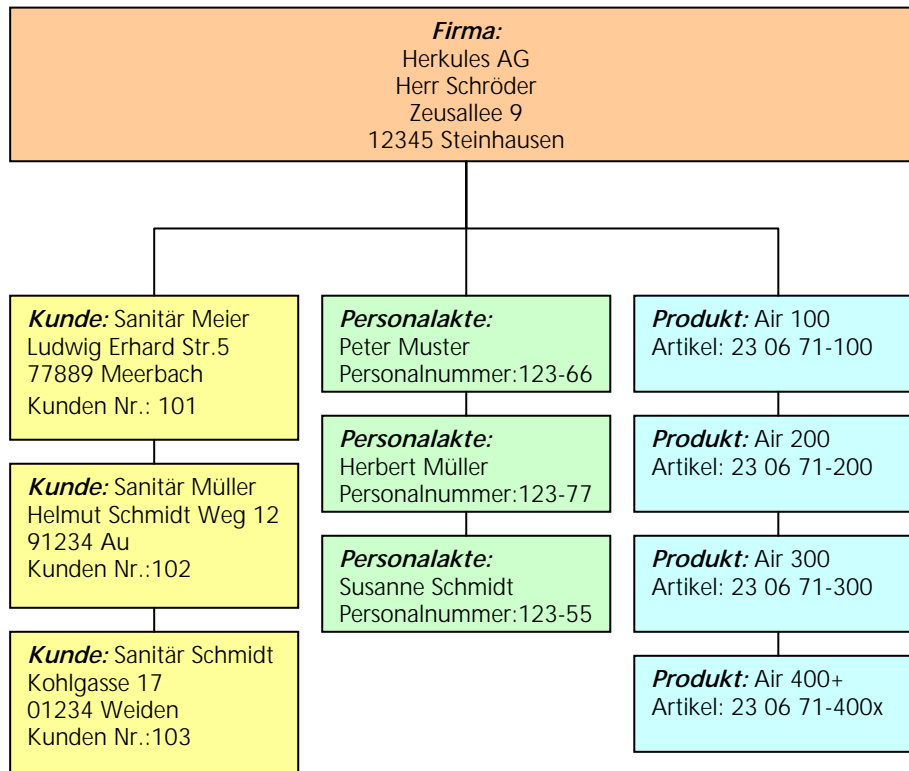 Firma:
Herkules AG
Herr Schröder
Zeusallee 9
12345 Steinhausen
Kunde: Sanitär Meier
Ludwig Erhard Str.5
77889 Meerbach
Kunden Nr.: 101
Kunde: Sanitär Müller
Helmut Schmidt Weg 12
91234 Au
Kunden Nr.:102
Kunde: Sanitär Schmidt
Kohlgasse 17
01234 Weiden
Kunden Nr.:103
Personalakte:
Peter Muster
Personalnummer:123-66
Personalakte:
Herbert Müller
Personalnummer:123-77
Personalakte:
Susanne Schmidt
Personalnummer:123-55
Produkt: Air 100
Artikel: 23 06 71-100
Produkt: Air 200
Artikel: 23 06 71-200
Produkt: Air 300
Artikel: 23 06 71-300
Produkt: Air 400+
Artikel: 23 06 71-400x